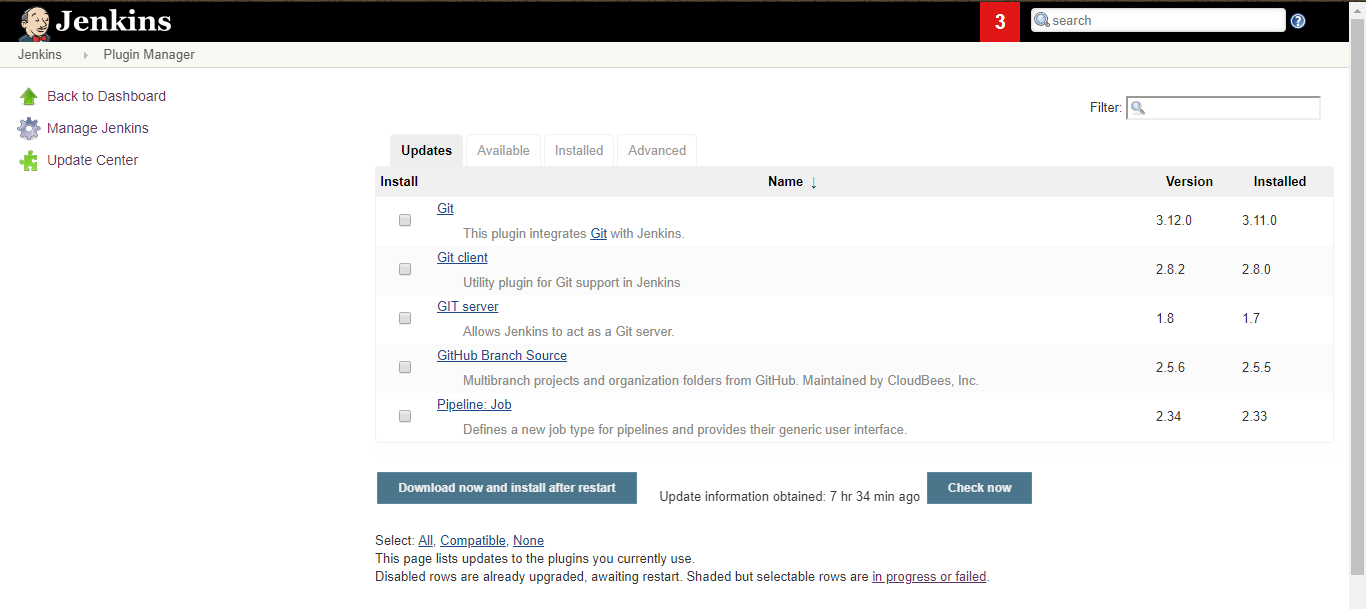 Jenkins
3
search
?
Jenkins Plugin Manager
Back to Dashboard
Manage Jenkins
Update Center
Filter:
Updates Available Installed Advanced
Install Name ↓ Version Installed
Git
This plugin integrates Git with Jenkins.
3.12.0 3.11.0
Git client
Utility plugin for Git support in Jenkins
2.8.2 2.8.0
GIT server
Allows Jenkins to act as a Git server.
1.8 1.7
GitHub Branch Source
Multibranch projects and organization folders from GitHub. Maintained by CloudBees, Inc.
2.5.6 2.5.5
Pipeline: Job
Defines a new job type for pipelines and provides their generic user interface.
2.34 2.33
Download now and install after restart Update information obtained: 7 hr 34 min ago Check now
Select: All, Compatible, None
This page lists updates to the plugins you currently use.
Disabled rows are already upgraded, awaiting restart. Shaded but selectable rows are in progress or failed.